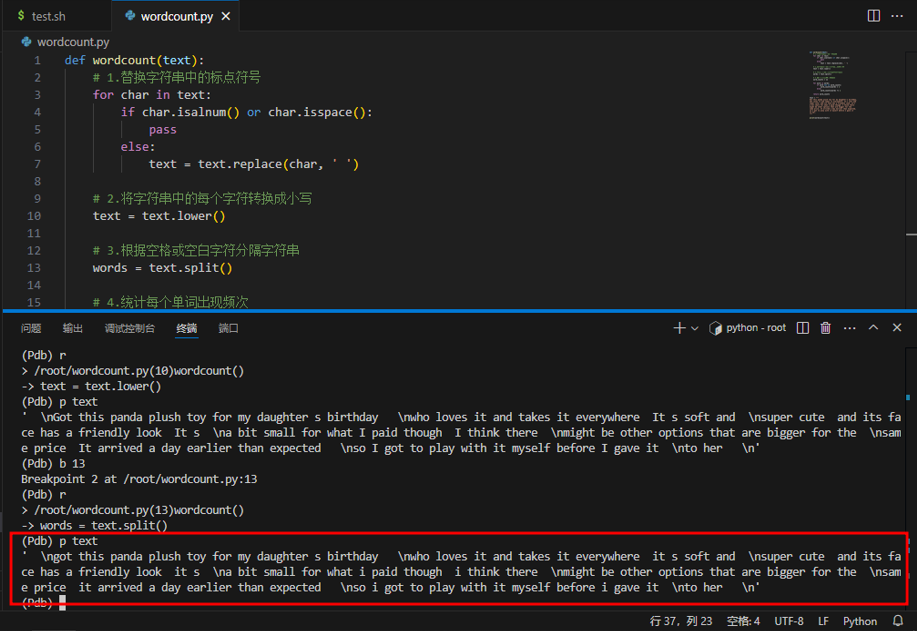 $ test.sh
wordcount.py ×
wordcount.py
1 def wordcount(text):
2 # 1.替换字符串中的标点符号
3 for char in text:
4 if char.isalnum() or char.isspace():
5 pass
6 else:
7 text = text.replace(char, ' ')
8
9 # 2.将字符串中的每个字符转换成小写
10 text = text.lower()
11
12 # 3.根据空格或空白字符分隔字符串
13 words = text.split()
14
15 # 4.统计每个单词出现频次
问题 输出 调试控制台 终端 端口
python - root
(Pdb) r
> /root/wordcount.py(10)wordcount()
-> text = text.lower()
(Pdb) p text
'  \nGot this panda plush toy for my daughter s birthday   \nwho loves it and takes it everywhere  It s soft and  \nsuper cute  and its fa
ce has a friendly look  It s  \na bit small for what I paid though  I think there  \nmight be other options that are bigger for the  \nsam
e price  It arrived a day earlier than expected   \nso I got to play with it myself before I gave it  \nto her   \n'
(Pdb) b 13
Breakpoint 2 at /root/wordcount.py:13
(Pdb) r
> /root/wordcount.py(13)wordcount()
-> words = text.split()
(Pdb) p text
'  \ngot this panda plush toy for my daughter s birthday   \nwho loves it and takes it everywhere  it s soft and  \nsuper cute  and its fa
ce has a friendly look  it s  \na bit small for what i paid though  i think there  \nmight be other options that are bigger for the  \nsam
e price  it arrived a day earlier than expected   \nso i got to play with it myself before i gave it  \nto her   \n'
(Pdb)
行 37，列 23 空格: 4 UTF-8 LF Python